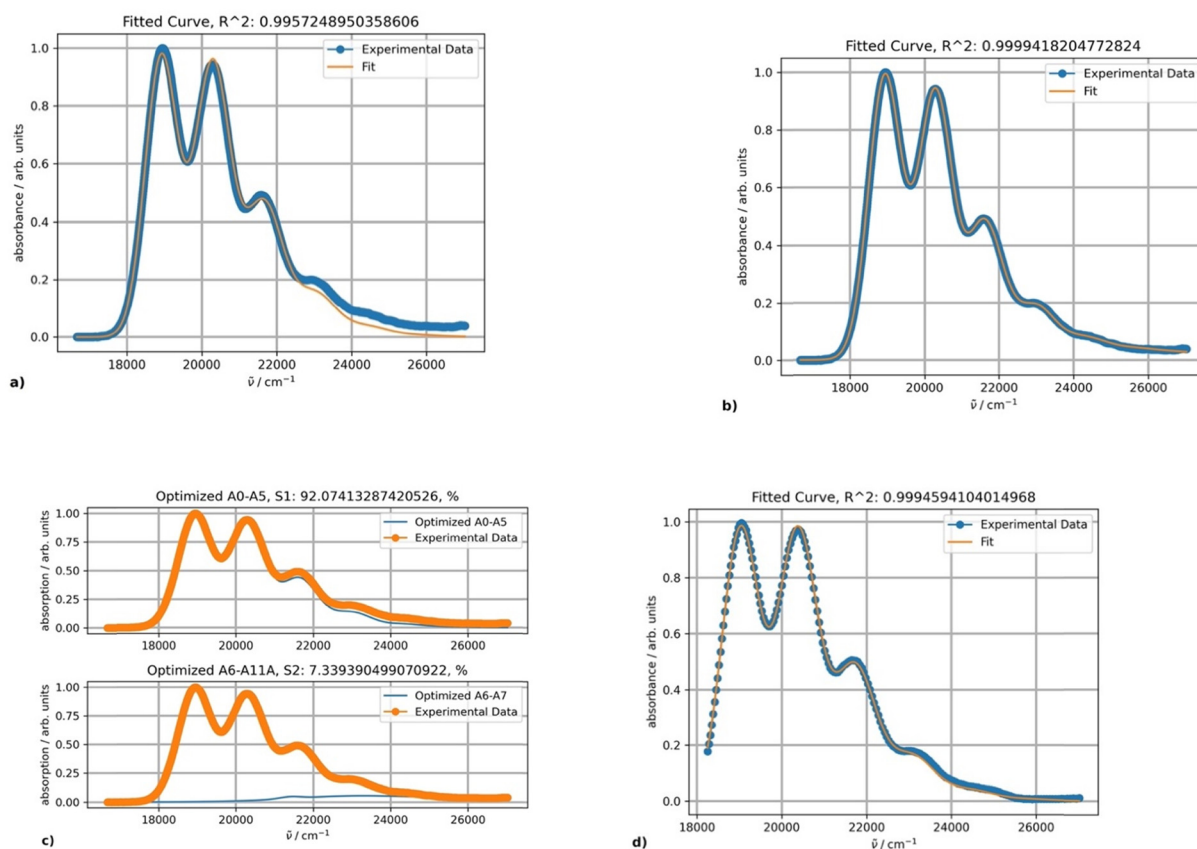 Fitted Curve, R^2: 0.9957248950358606
absorbance / arb. units
1.0
0.8
0.6
0.4
0.2
0.0
Experimental Data
Fit
18000 20000 22000 24000 26000
ṽ / cm⁻¹
a)
Fitted Curve, R^2: 0.9999418204772824
absorbance / arb. units
1.0
0.8
0.6
0.4
0.2
0.0
Experimental Data
Fit
18000 20000 22000 24000 26000
ṽ / cm⁻¹
b)
Optimized A0-A5, S1: 92.07413287420526, %
absorption / arb. units
1.00
0.75
0.50
0.25
0.00
Optimized A0-A5
Experimental Data
18000 20000 22000 24000 26000
Optimized A6-A11A, S2: 7.339390499070922, %
absorption / arb. units
1.00
0.75
0.50
0.25
0.00
Optimized A6-A7
Experimental Data
18000 20000 22000 24000 26000
ṽ / cm⁻¹
c)
Fitted Curve, R^2: 0.9994594104014968
absorbance / arb. units
1.0
0.8
0.6
0.4
0.2
0.0
Experimental Data
Fit
18000 20000 22000 24000 26000
ṽ / cm⁻¹
d)